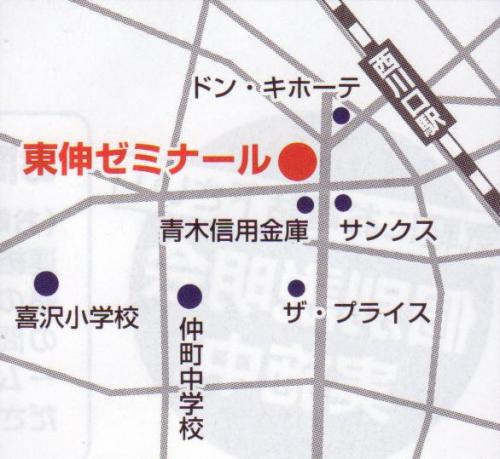 西川口駅
ドン・キホーテ
東伸ゼミナール
青木信用金庫
サンクス
喜沢小学校
仲町中学校
ザ・プライス